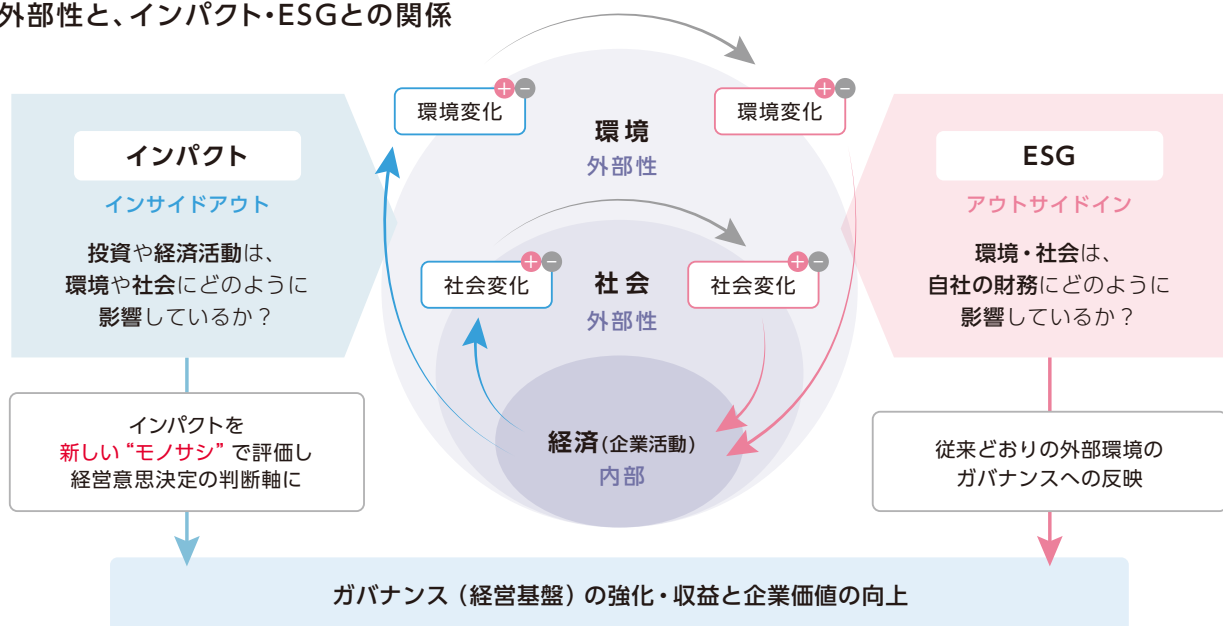 外部性と、インパクト・ESGとの関係
インパクト
インサイドアウト
投資や経済活動は、
環境や社会にどのように
影響しているか？
インパクトを
新しい“モノサシ”で評価し
経営意思決定の判断軸に
環境変化
+ −
環境
外部性
環境変化
+ −
社会変化
+ −
社会
外部性
社会変化
+ −
経済(企業活動)
内部
ESG
アウトサイドイン
環境・社会は、
自社の財務にどのように
影響しているか？
従来どおりの外部環境の
ガバナンスへの反映
ガバナンス（経営基盤）の強化・収益と企業価値の向上